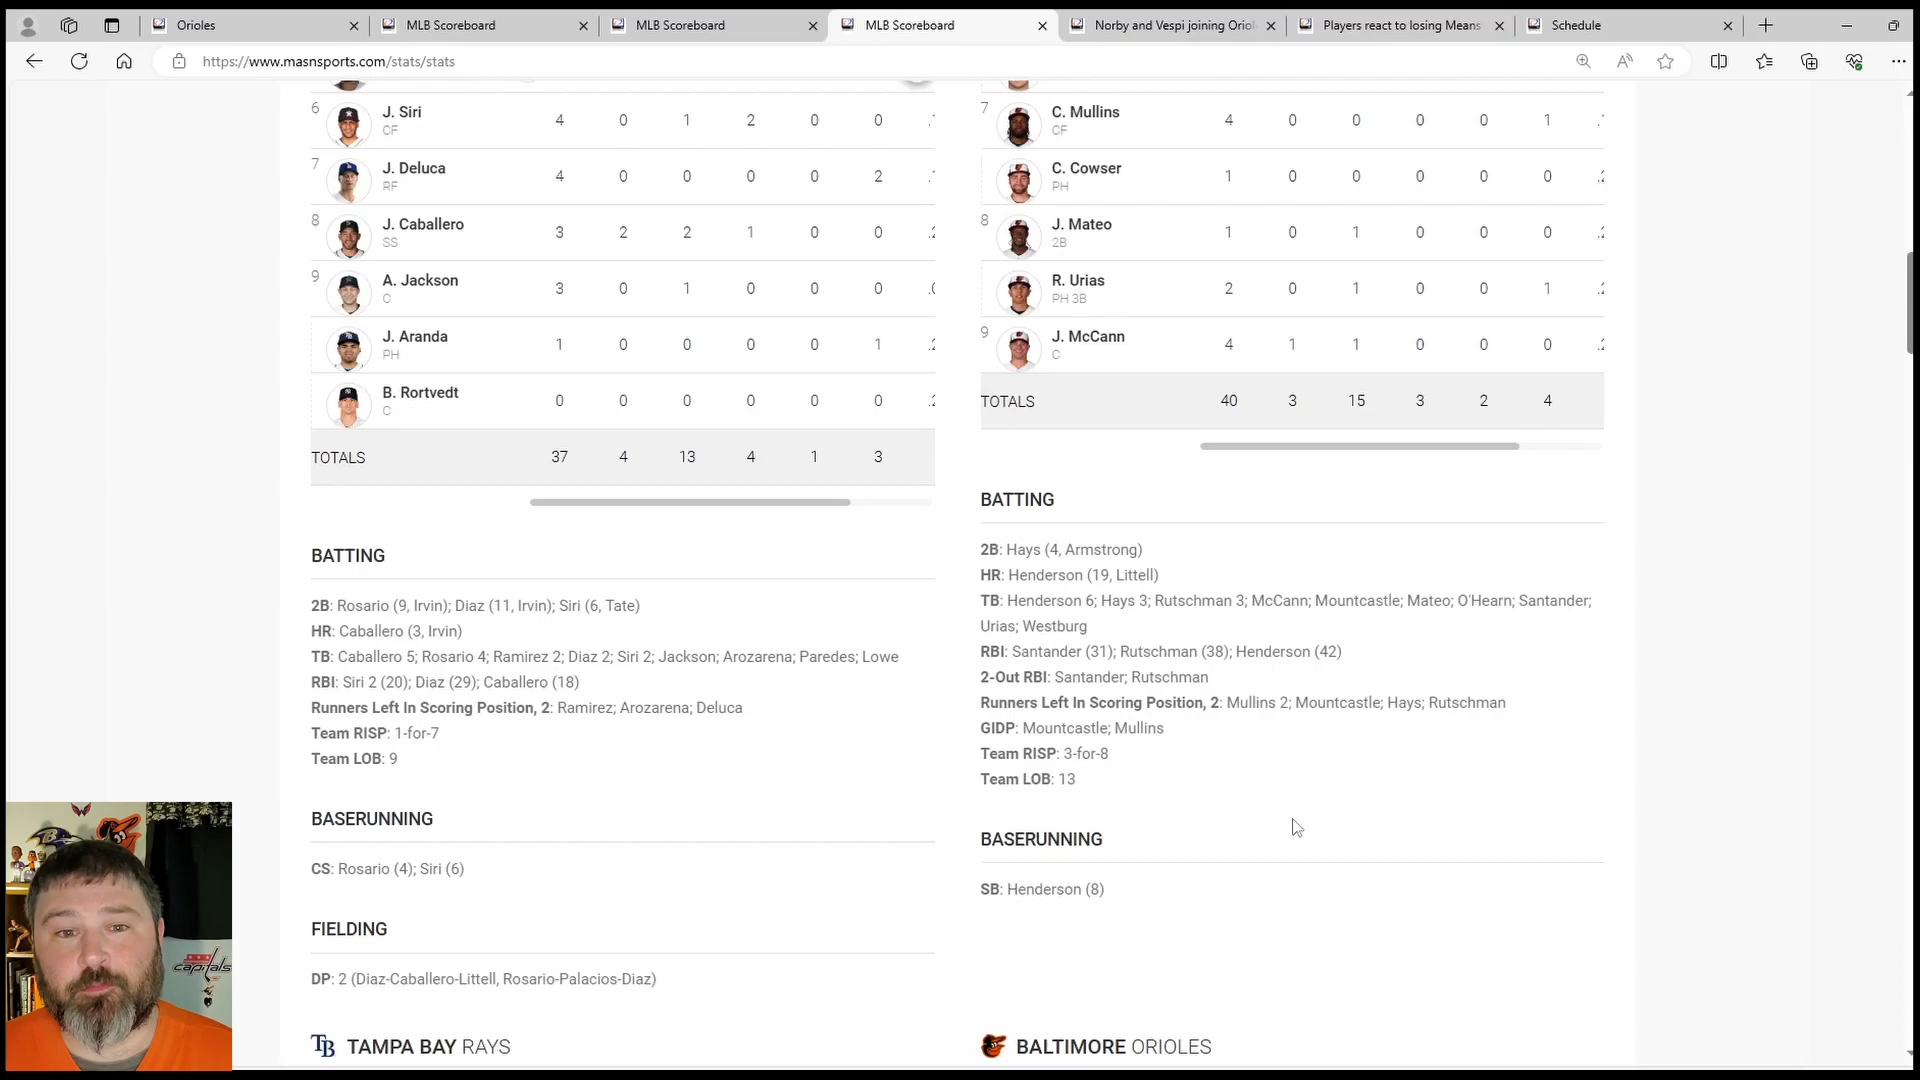 Orioles
MLB Scoreboard
MLB Scoreboard
MLB Scoreboard
Norby and Vespi joining Oriol
Players react to losing Means
Schedule
https://www.masnsports.com/stats/stats
6 J. Siri 4 0 1 2 0 0
CF
7 J. Deluca 4 0 0 0 0 2
RF
8 J. Caballero 3 2 2 1 0 0
SS
9 A. Jackson 3 0 1 0 0 0
C
J. Aranda 1 0 0 0 0 1
PH
B. Rortvedt 0 0 0 0 0 0
C
TOTALS 37 4 13 4 1 3
BATTING
2B: Rosario (9, Irvin); Diaz (11, Irvin); Siri (6, Tate)
HR: Caballero (3, Irvin)
TB: Caballero 5; Rosario 4; Ramirez 2; Diaz 2; Siri 2; Jackson; Arozarena; Paredes; Lowe
RBI: Siri 2 (20); Diaz (29); Caballero (18)
Runners Left In Scoring Position, 2: Ramirez; Arozarena; Deluca
Team RISP: 1-for-7
Team LOB: 9
BASERUNNING
CS: Rosario (4); Siri (6)
FIELDING
DP: 2 (Diaz-Caballero-Littell, Rosario-Palacios-Diaz)
TB TAMPA BAY RAYS
7 C. Mullins 4 0 0 0 0 1
CF
C. Cowser 1 0 0 0 0 0
PH
8 J. Mateo 1 0 1 0 0 0
2B
R. Urias 2 0 1 0 0 1
PH 3B
9 J. McCann 4 1 1 0 0 0
C
TOTALS 40 3 15 3 2 4
BATTING
2B: Hays (4, Armstrong)
HR: Henderson (19, Littell)
TB: Henderson 6; Hays 3; Rutschman 3; McCann; Mountcastle; Mateo; O'Hearn; Santander;
Urias; Westburg
RBI: Santander (31); Rutschman (38); Henderson (42)
2-Out RBI: Santander; Rutschman
Runners Left In Scoring Position, 2: Mullins 2; Mountcastle; Hays; Rutschman
GIDP: Mountcastle; Mullins
Team RISP: 3-for-8
Team LOB: 13
BASERUNNING
SB: Henderson (8)
BALTIMORE ORIOLES
capitals